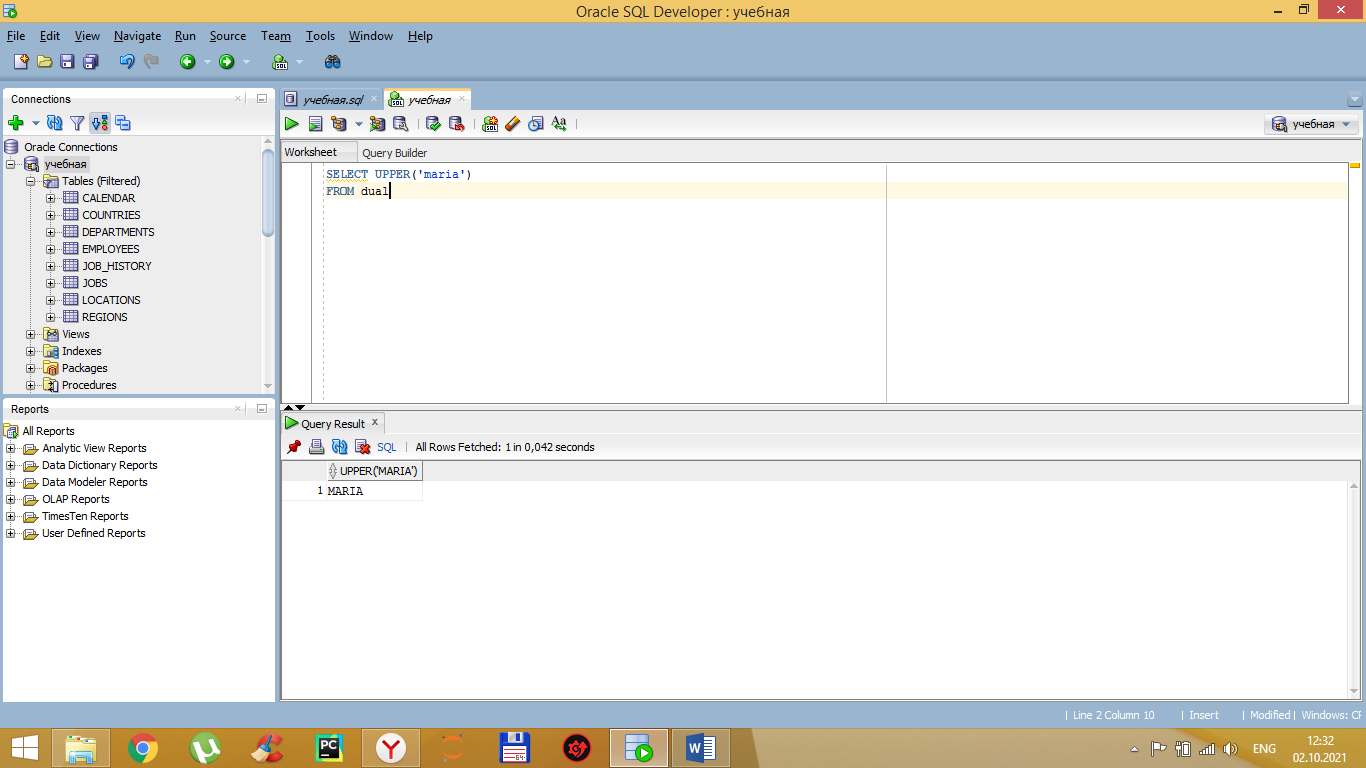 Oracle SQL Developer : учебная
File Edit View Navigate Run Source Team Tools Window Help
Connections
Oracle Connections
учебная
Tables (Filtered)
CALENDAR
COUNTRIES
DEPARTMENTS
EMPLOYEES
JOB_HISTORY
JOBS
LOCATIONS
REGIONS
Views
Indexes
Packages
Procedures
Reports
All Reports
Analytic View Reports
Data Dictionary Reports
Data Modeler Reports
OLAP Reports
TimesTen Reports
User Defined Reports
учебная.sql учебная
учебная
Worksheet Query Builder
SELECT UPPER('maria')
FROM dual
Query Result
SQL | All Rows Fetched: 1 in 0,042 seconds
UPPER('MARIA')
1 MARIA
| Line 2 Column 10 | Insert | Modified | Windows: CF
ENG
12:32
02.10.2021